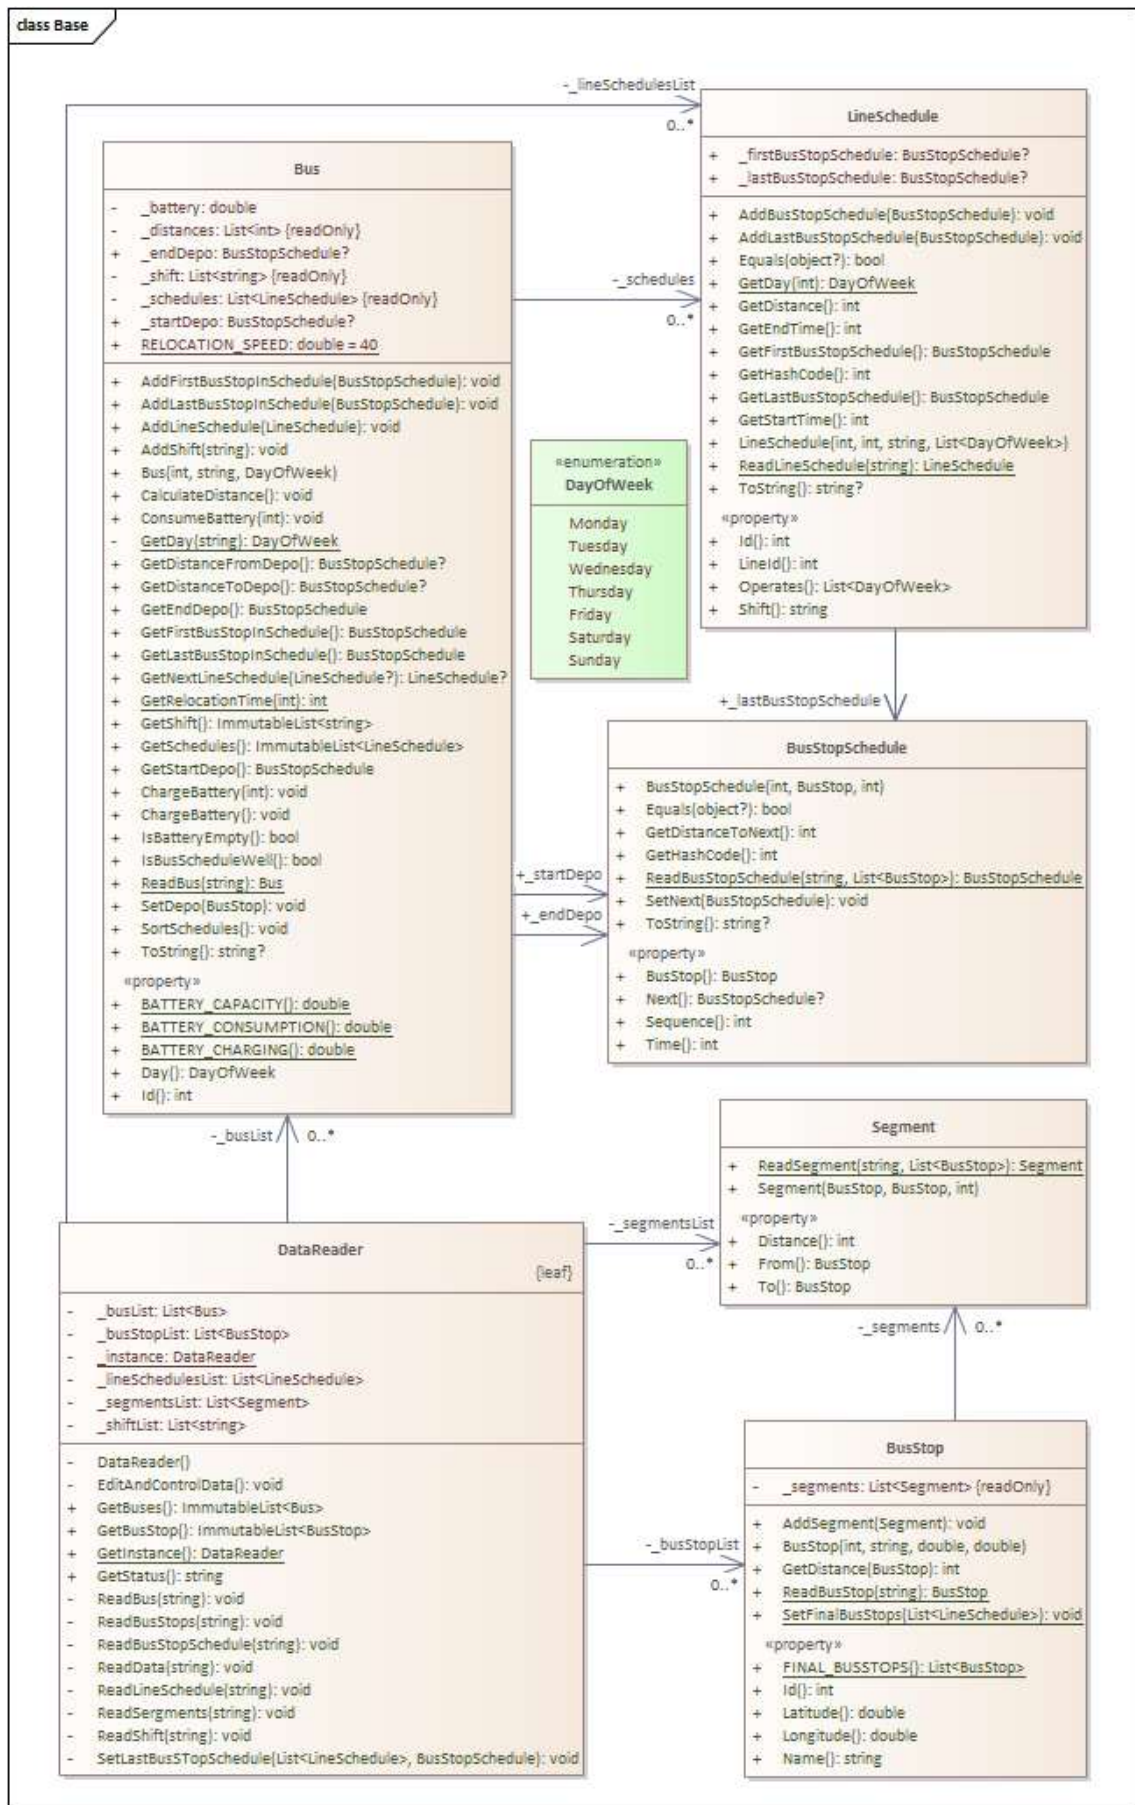 class Base
- _lineSchedulesList
0..*
LineSchedule
+ _firstBusStopSchedule: BusStopSchedule?
+ _lastBusStopSchedule: BusStopSchedule?
+ AddBusStopSchedule(BusStopSchedule): void
+ AddLastBusStopSchedule(BusStopSchedule): void
+ Equals(object?): bool
+ GetDay(int): DayOfWeek
+ GetDistance(): int
+ GetEndTime(): int
+ GetFirstBusStopSchedule(): BusStopSchedule
+ GetHashCode(): int
+ GetLastBusStopSchedule(): BusStopSchedule
+ GetStartTime(): int
+ LineSchedule(int, int, string, List<DayOfWeek>)
+ ReadLineSchedule(string): LineSchedule
+ ToString(): string?
«property»
+ Id(): int
+ LineId(): int
+ Operates(): List<DayOfWeek>
+ Shift(): string
Bus
- _battery: double
- _distances: List<int> {readOnly}
+ _endDepo: BusStopSchedule?
- _shift: List<string> {readOnly}
- _schedules: List<LineSchedule> {readOnly}
+ _startDepo: BusStopSchedule?
+ RELOCATION_SPEED: double = 40
+ AddFirstBusStopInSchedule(BusStopSchedule): void
+ AddLastBusStopInSchedule(BusStopSchedule): void
+ AddLineSchedule(LineSchedule): void
+ AddShift(string): void
+ Bus(int, string, DayOfWeek)
+ CalculateDistance(): void
+ ConsumeBattery(int): void
- GetDay(string): DayOfWeek
+ GetDistanceFromDepo(): BusStopSchedule?
+ GetDistanceToDepo(): BusStopSchedule?
+ GetEndDepo(): BusStopSchedule
+ GetFirstBusStopInSchedule(): BusStopSchedule
+ GetLastBusStopInSchedule(): BusStopSchedule
+ GetNextLineSchedule(LineSchedule?): LineSchedule?
+ GetRelocationTime(int): int
+ GetShift(): ImmutableList<string>
+ GetSchedules(): ImmutableList<LineSchedule>
+ GetStartDepo(): BusStopSchedule
+ ChargeBattery(int): void
+ ChargeBattery(): void
+ IsBatteryEmpty(): bool
+ IsBusScheduleWell(): bool
+ ReadBus(string): Bus
+ SetDepo(BusStop): void
+ SortSchedules(): void
+ ToString(): string?
«property»
+ BATTERY_CAPACITY(): double
+ BATTERY_CONSUMPTION(): double
+ BATTERY_CHARGING(): double
+ Day(): DayOfWeek
+ Id(): int
-_schedules
0..*
«enumeration»
DayOfWeek
Monday
Tuesday
Wednesday
Thursday
Friday
Saturday
Sunday
+_lastBusStopSchedule
BusStopSchedule
+ BusStopSchedule(int, BusStop, int)
+ Equals(object?): bool
+ GetDistanceToNext(): int
+ GetHashCode(): int
+ ReadBusStopSchedule(string, List<BusStop>): BusStopSchedule
+ SetNext(BusStopSchedule): void
+ ToString(): string?
«property»
+ BusStop(): BusStop
+ Next(): BusStopSchedule?
+ Sequence(): int
+ Time(): int
+_startDepo
+_endDepo
-_busList
0..*
Segment
+ ReadSegment(string, List<BusStop>): Segment
+ Segment(BusStop, BusStop, int)
«property»
+ Distance(): int
+ From(): BusStop
+ To(): BusStop
-_segmentsList
0..*
-_segments
0..*
DataReader
{leaf}
- _busList: List<Bus>
- _busStopList: List<BusStop>
- _instance: DataReader
- _lineSchedulesList: List<LineSchedule>
- _segmentsList: List<Segment>
- _shiftList: List<string>
- DataReader()
- EditAndControlData(): void
+ GetBuses(): ImmutableList<Bus>
+ GetBusStop(): ImmutableList<BusStop>
+ GetInstance(): DataReader
+ GetStatus(): string
- ReadBus(string): void
- ReadBusStops(string): void
- ReadBusStopSchedule(string): void
- ReadData(string): void
- ReadLineSchedule(string): void
- ReadSergments(string): void
- ReadShift(string): void
- SetLastBusSTopSchedule(List<LineSchedule>, BusStopSchedule): void
-_busStopList
0..*
BusStop
- _segments: List<Segment> {readOnly}
+ AddSegment(Segment): void
+ BusStop(int, string, double, double)
+ GetDistance(BusStop): int
+ ReadBusStop(string): BusStop
+ SetFinalBusStops(List<LineSchedule>): void
«property»
+ FINAL_BUSSTOPS(): List<BusStop>
+ Id(): int
+ Latitude(): double
+ Longitude(): double
+ Name(): string